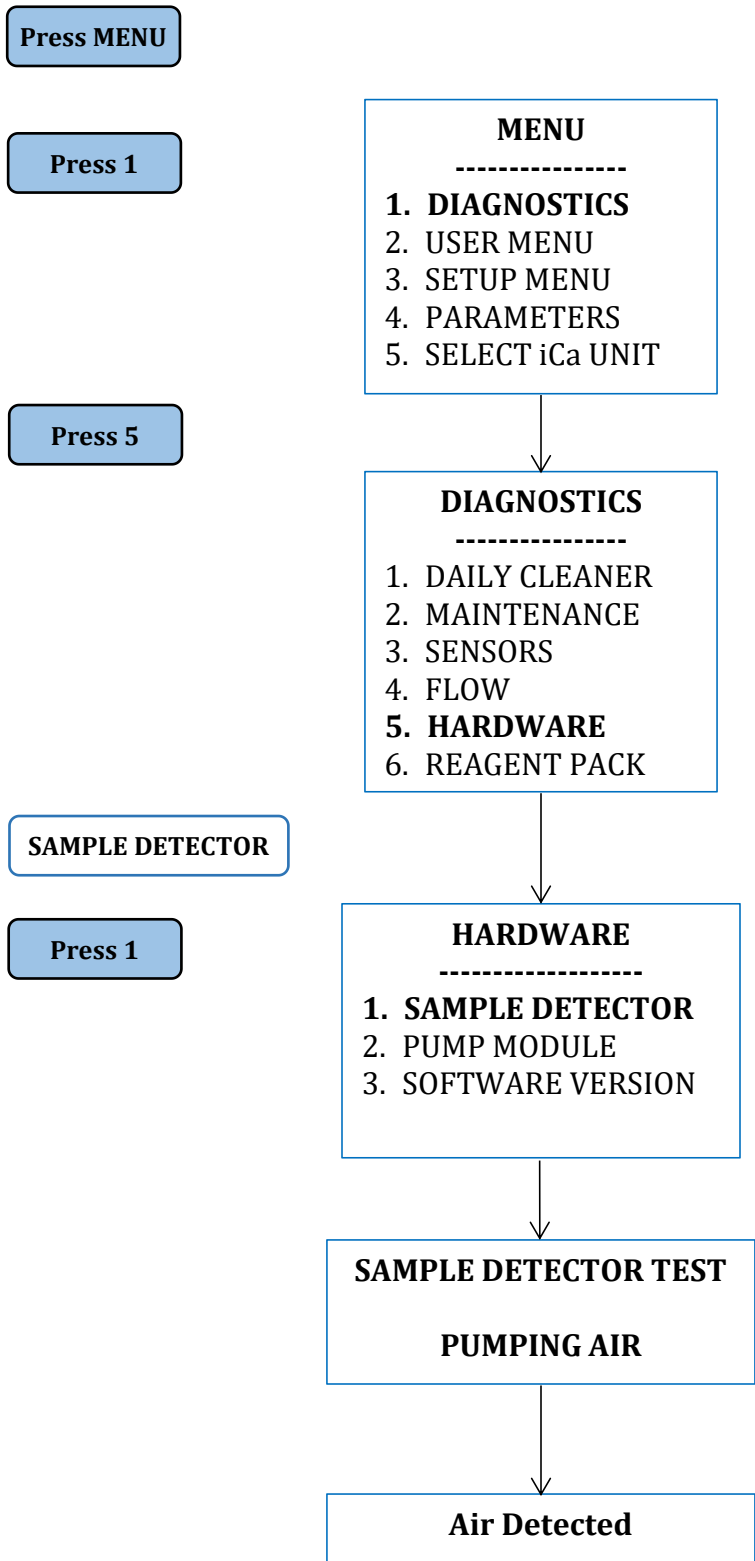 Press MENU
MENU
----------------
Press 1
1. DIAGNOSTICS
2. USER MENU
3. SETUP MENU
4. PARAMETERS
5. SELECT iCa UNIT
Press 5
DIAGNOSTICS
----------------
1. DAILY CLEANER
2. MAINTENANCE
3. SENSORS
4. FLOW
5. HARDWARE
6. REAGENT PACK
SAMPLE DETECTOR
Press 1
HARDWARE
-------------------
1. SAMPLE DETECTOR
2. PUMP MODULE
3. SOFTWARE VERSION
SAMPLE DETECTOR TEST
PUMPING AIR
Air Detected